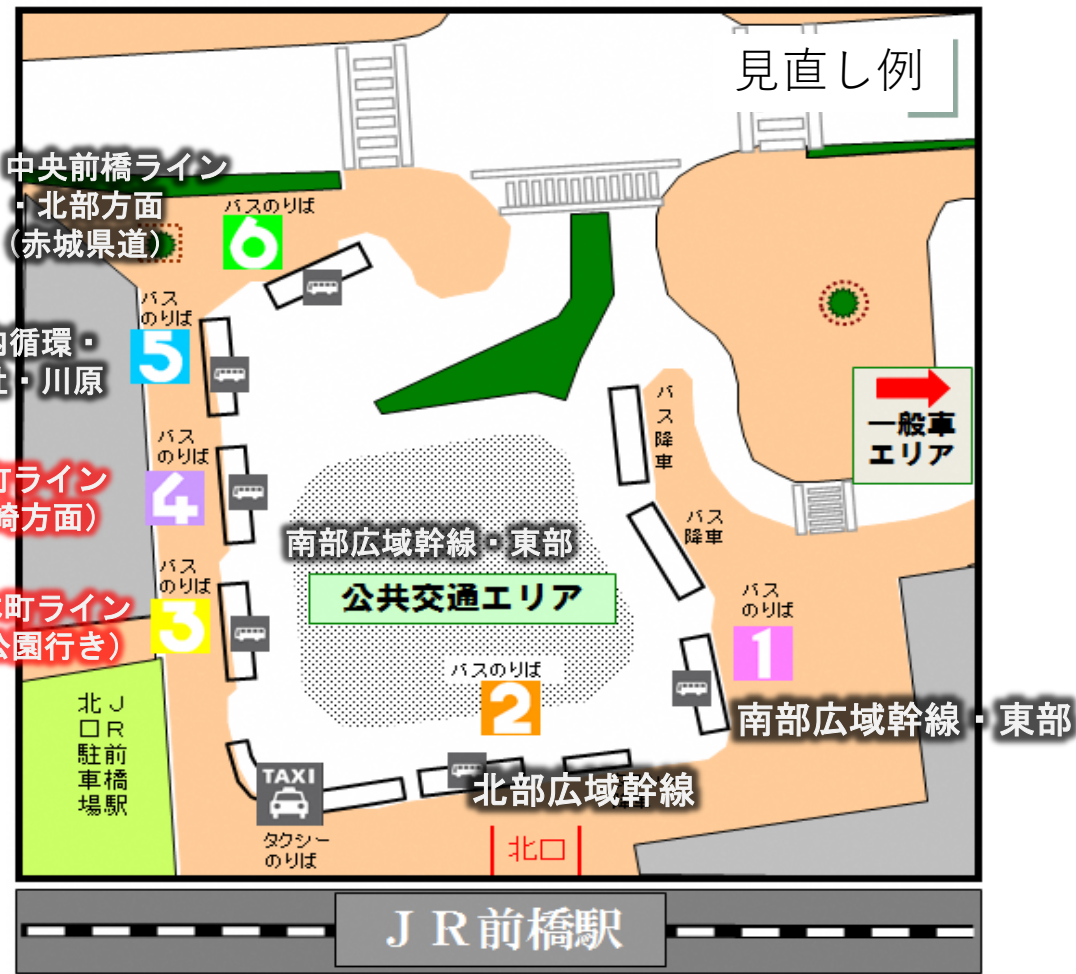 見直し例
中央前橋ライン
・北部方面
（赤城県道）
バスのりば
6
バス
のりば
5
循環・
・川原
バス
のりば
4
町ライン
崎方面）
南部広域幹線・東部
公共交通エリア
バス
のりば
3
町ライン
公園行き）
バスのりば
2
バス降車
バス
降車
一般車
エリア
バス
のりば
1
南部広域幹線・東部
北部広域幹線
JR前橋駅
北口駐車場
TAXI
タクシー
のりば
北口
ＪＲ前橋駅